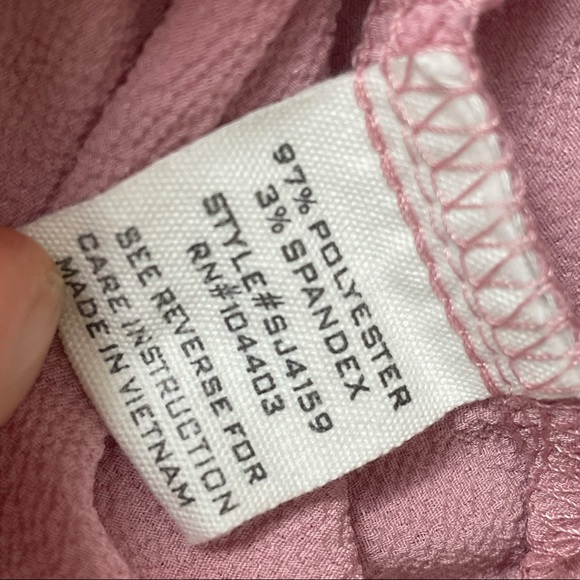 97% POLYESTER
3% SPANDEX
STYLE#SJ4159
RN#104403
SEE REVERSE FOR
CARE INSTRUCTION
MADE IN VIETNAM